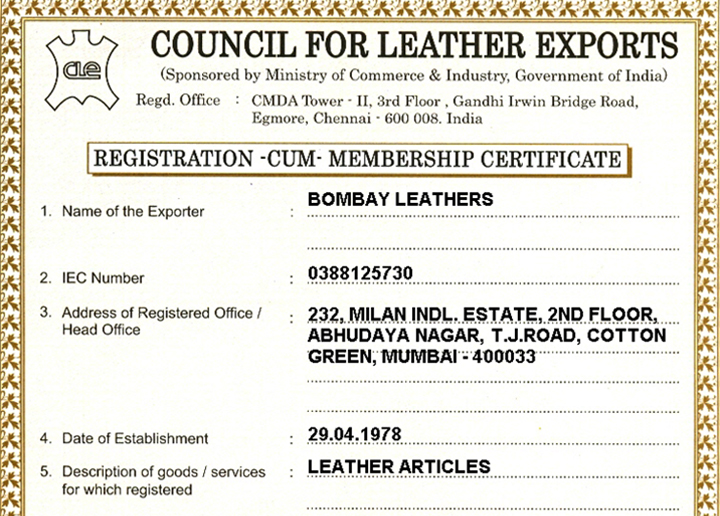 cle
COUNCIL FOR LEATHER EXPORTS
(Sponsored by Ministry of Commerce & Industry, Government of India)
Regd. Office : CMDA Tower - II, 3rd Floor , Gandhi Irwin Bridge Road,
Egmore, Chennai - 600 008. India
REGISTRATION -CUM- MEMBERSHIP CERTIFICATE
1. Name of the Exporter : BOMBAY LEATHERS
2. IEC Number : 0388125730
3. Address of Registered Office / : 232, MILAN INDL. ESTATE, 2ND FLOOR,
Head Office ABHUDAYA NAGAR, T.J.ROAD, COTTON
GREEN, MUMBAI - 400033
4. Date of Establishment : 29.04.1978
5. Description of goods / services : LEATHER ARTICLES
for which registered